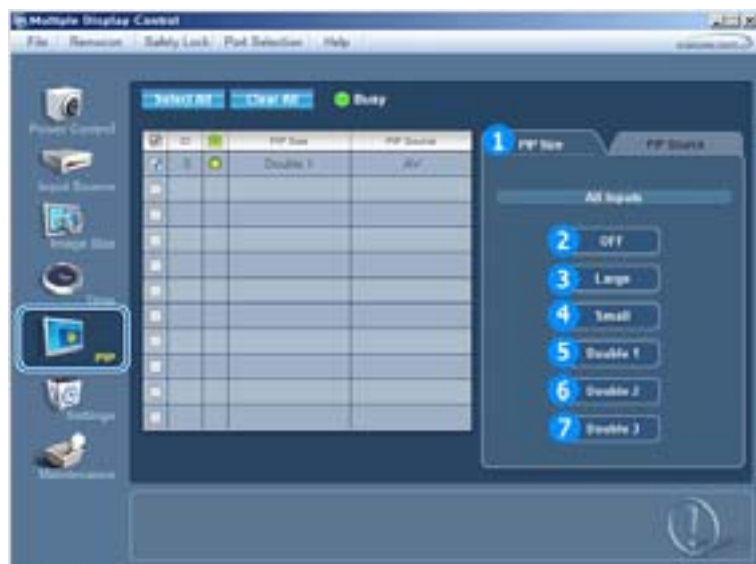 Multiple Display Control
File Remocon Safety Lock Port Selection Help
Select All Clear All Busy
ID PIP Size PIP Source
0 Double 1 AV
Power Control
Input Source
Image Size
Time
PIP
Settings
Maintenance
1 PIP Size PIP Source
All Inputs
2 OFF
3 Large
4 Small
5 Double 1
6 Double 2
7 Double 3